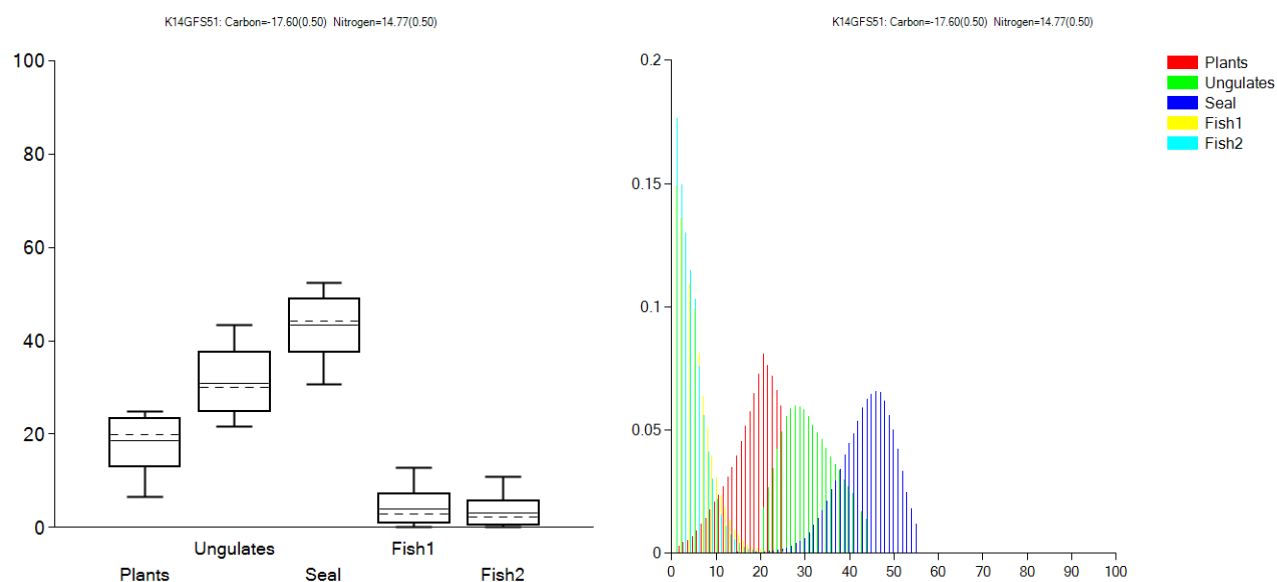 K14GFS51: Carbon=-17.60(0.50) Nitrogen=14.77(0.50)
100
80
60
40
20
0
Ungulates Fish1
Plants Seal Fish2
K14GFS51: Carbon=-17.60(0.50) Nitrogen=14.77(0.50)
0.2
0.15
0.1
0.05
0
0 10 20 30 40 50 60 70 80 90 100
Plants
Ungulates
Seal
Fish1
Fish2